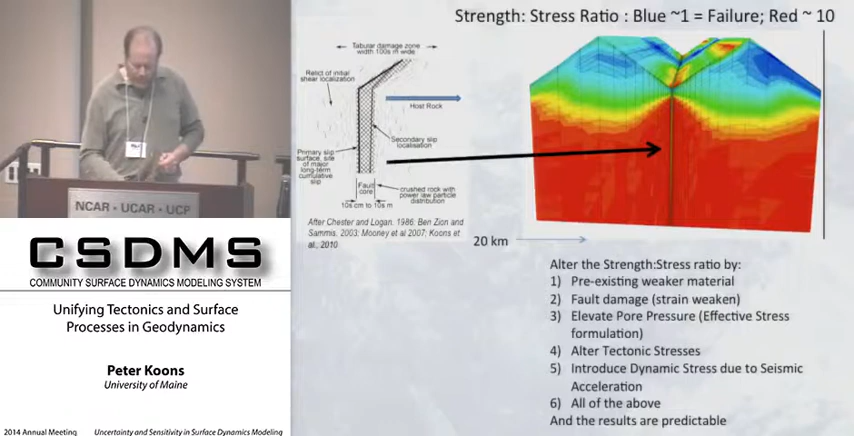 Strength: Stress Ratio : Blue ~1 = Failure; Red ~ 10
Tabular damage zone
width 100s m wide
Relict of initial
shear localization
Host Rock
Secondary slip
localisation
Primary slip
surface, site
of major
long-term
cumulative
slip
Fault
core
crushed rock with
power law particle
distribution
10s cm to 10s m
After Chester and Logan, 1986: Ben Zion and
Sammis, 2003; Mooney et al 2007; Koons et
al., 2010
20 km
Alter the Strength:Stress ratio by:
1) Pre-existing weaker material
2) Fault damage (strain weaken)
3) Elevate Pore Pressure (Effective Stress
formulation)
4) Alter Tectonic Stresses
5) Introduce Dynamic Stress due to Seismic
Acceleration
6) All of the above
And the results are predictable
NCAR · UCAR · UCP
CSDMS
COMMUNITY SURFACE DYNAMICS MODELING SYSTEM
Unifying Tectonics and Surface
Processes in Geodynamics
Peter Koons
University of Maine
2014 Annual Meeting Uncertainty and Sensitivity in Surface Dynamics Modeling